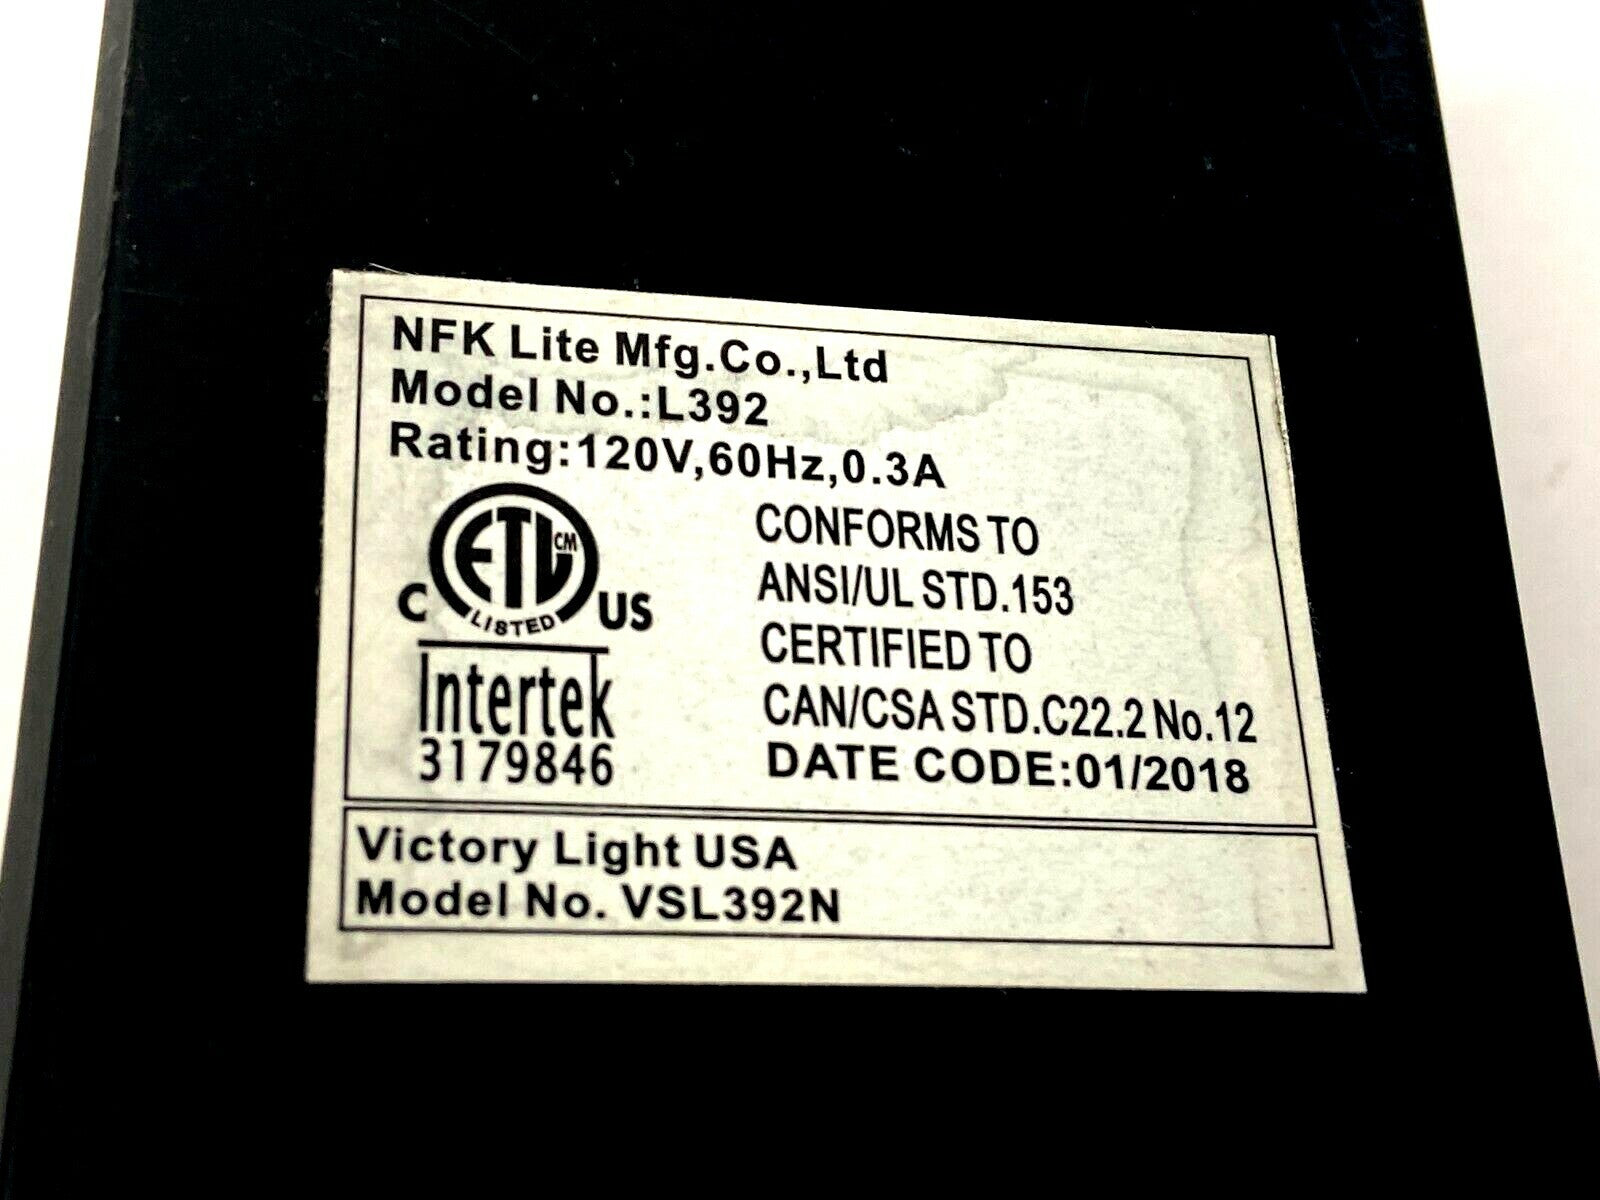 NFK Lite Mfg.Co.,Ltd
Model No.:L392
Rating:120V,60Hz,0.3A
ETL CM
LISTED
C US
Intertek
3179846
CONFORMS TO
ANSI/UL STD.153
CERTIFIED TO
CAN/CSA STD.C22.2 No.12
DATE CODE:01/2018
Victory Light USA
Model No. VSL392N